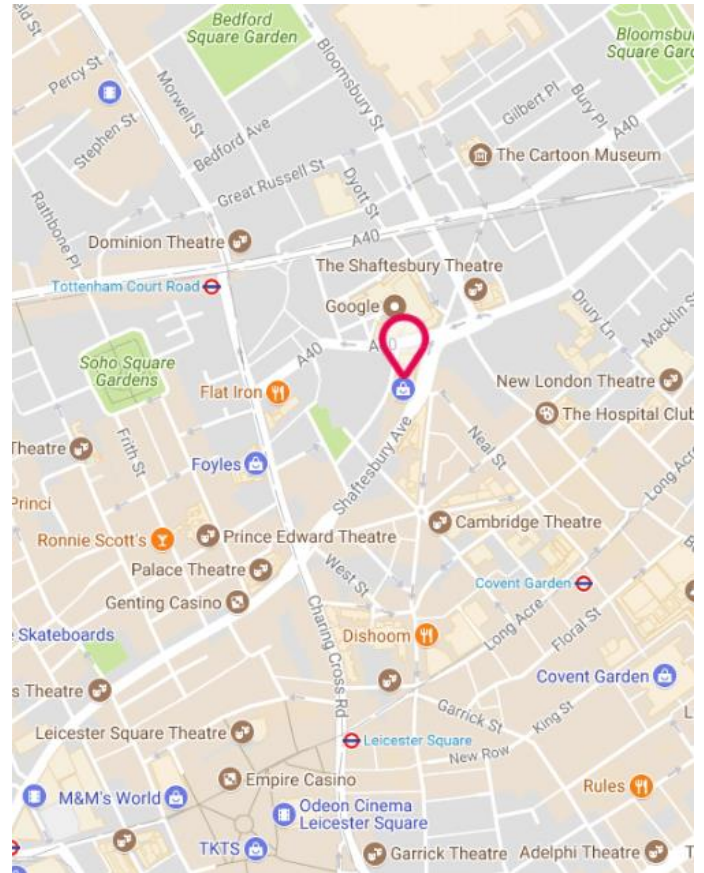 Bedford
Square Garden
Bloomsbury St
Percy St
Morwell St
Gilbert Pl
Bury Pl
A40
Stephen St
Bedford Ave
The Cartoon Museum
Great Russell St
Dyott St
Rathbone Pl
Dominion Theatre
A40
The Shaftesbury Theatre
Tottenham Court Road
Google
Drury Ln
Macklin
Soho Square
Gardens
A40
New London Theatre
Flat Iron
The Hospital Club
Theatre
Frith St
Foyles
Shaftesbury Ave
Neal St
Long Acre
Princi
Ronnie Scott's
Prince Edward Theatre
Cambridge Theatre
Palace Theatre
West St
Covent Garden
Genting Casino
Charing Cross Rd
Dishoom
Long Acre
Floral St
Skateboards
Covent Garden
s Theatre
Garrick St
King St
Leicester Square Theatre
Leicester Square
New Row
Empire Casino
Rules
M&M's World
Odeon Cinema
Leicester Square
TKTS
Garrick Theatre
Adelphi Theatre